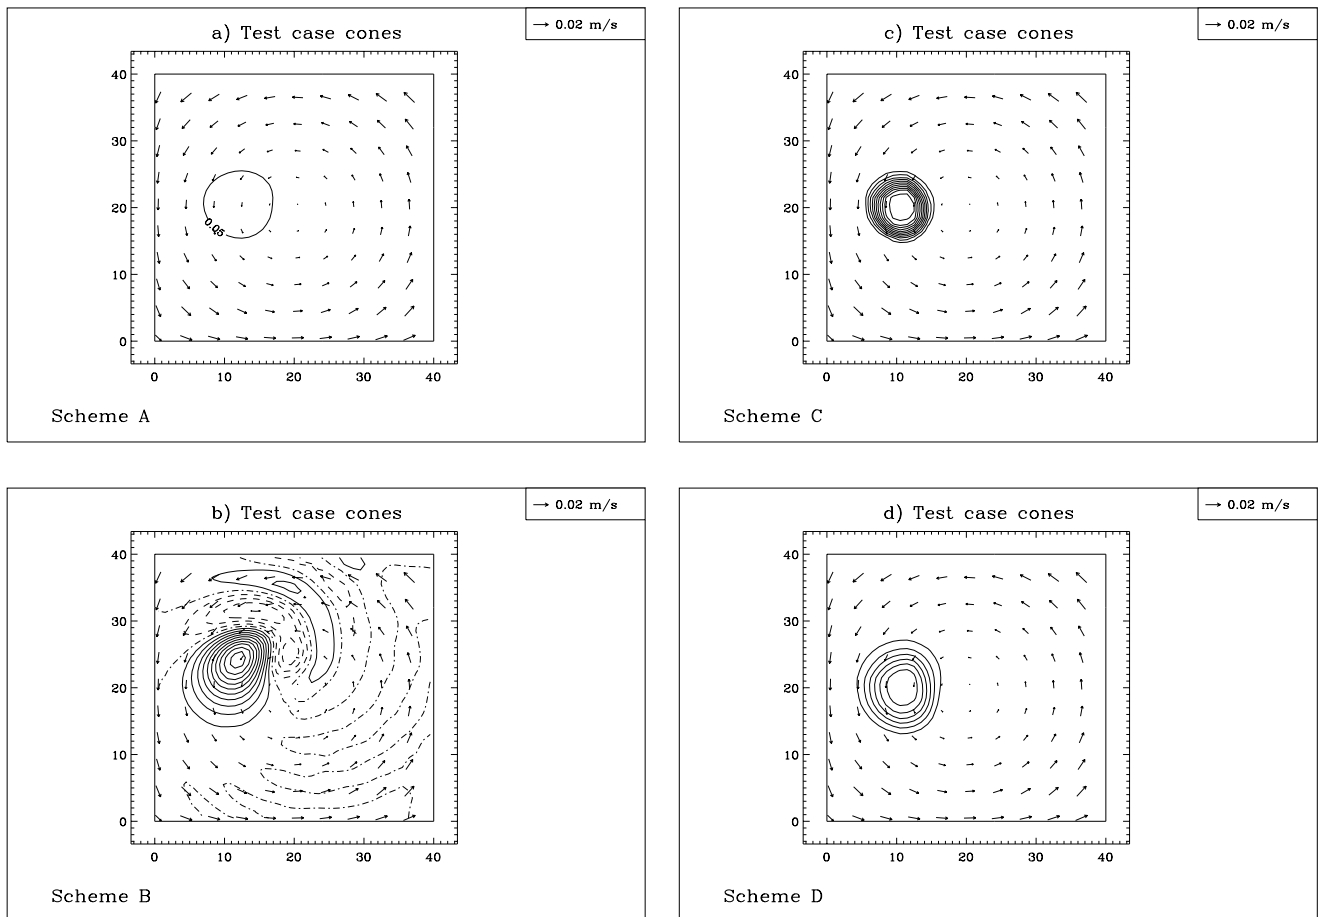 0.02 m/s
a) Test case cones
40
30
20
10
0
0.05
0 10 20 30 40
Scheme A
0.02 m/s
c) Test case cones
40
30
20
10
0
0 10 20 30 40
Scheme C
0.02 m/s
b) Test case cones
40
30
20
10
0
0 10 20 30 40
Scheme B
0.02 m/s
d) Test case cones
40
30
20
10
0
0 10 20 30 40
Scheme D